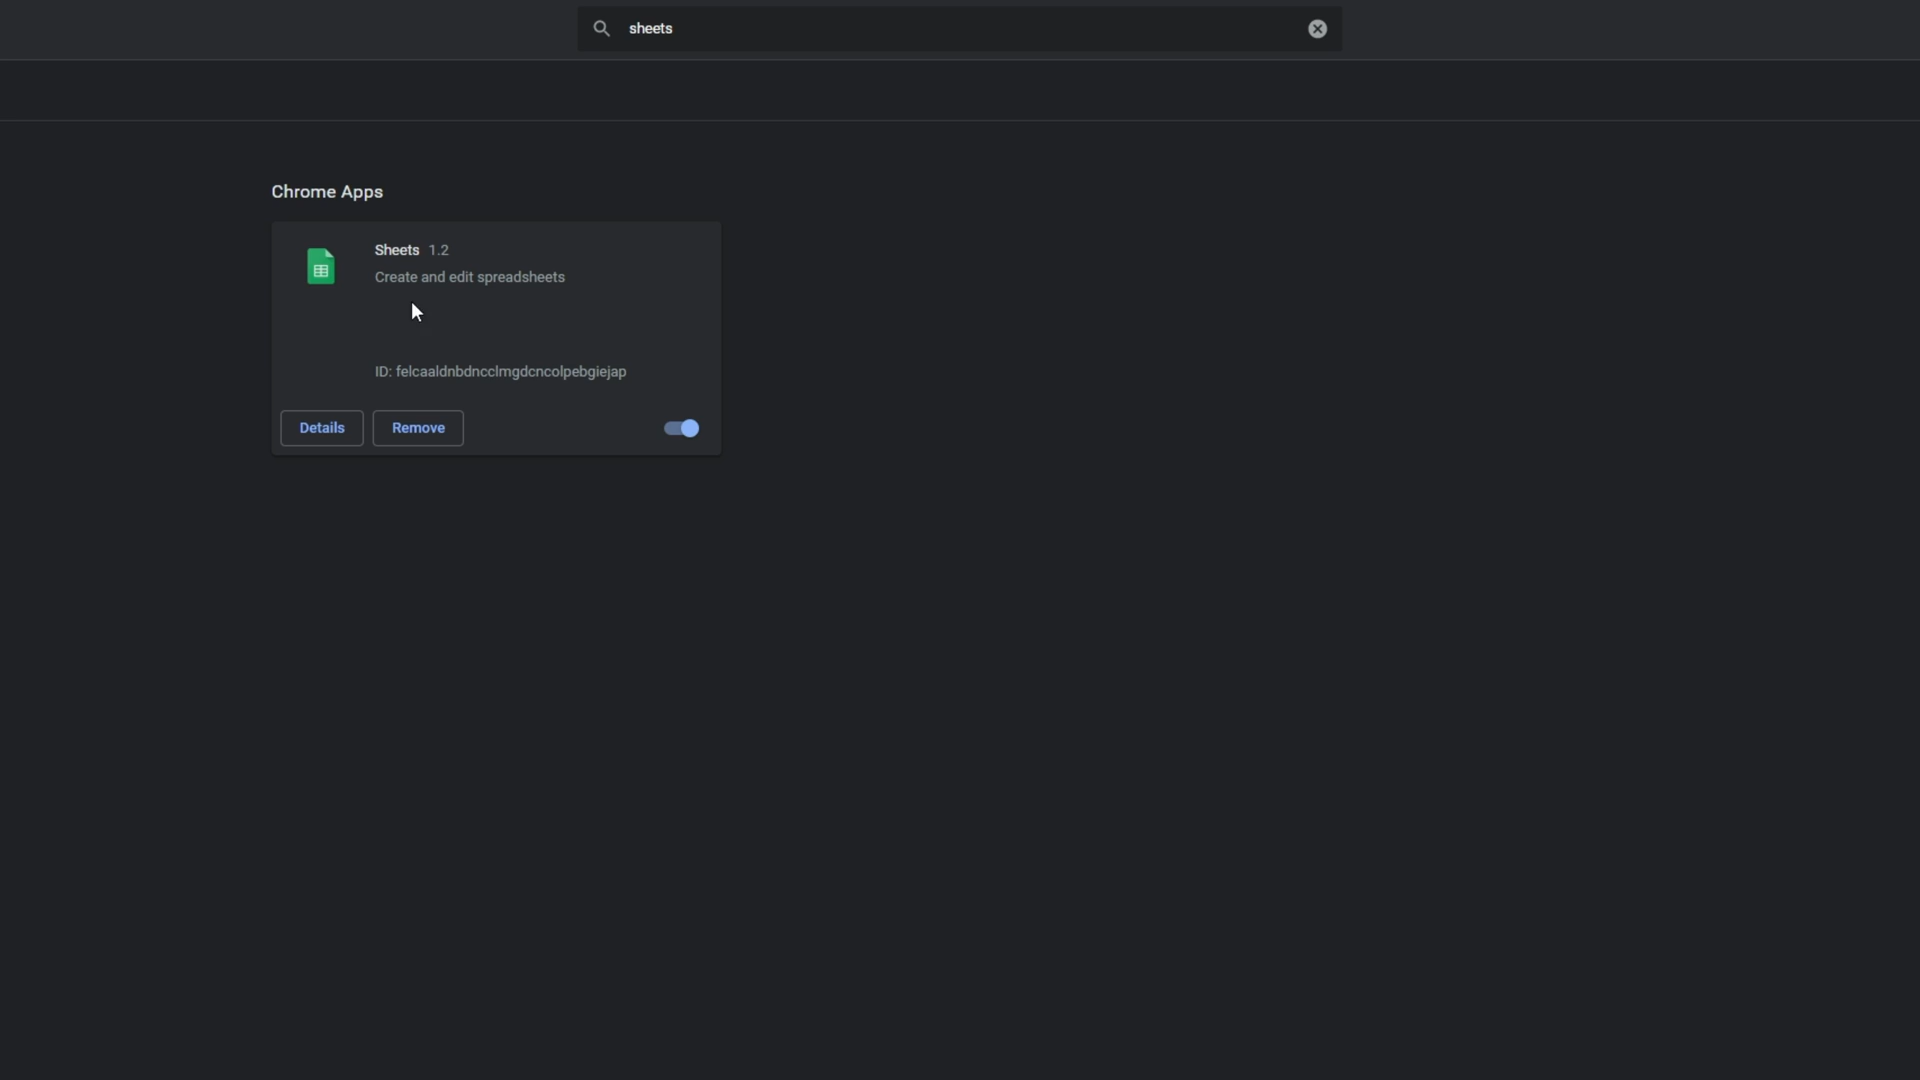 sheets
Chrome Apps
Sheets 1.2
Create and edit spreadsheets
ID: felcaaldnbdncclmgdcncolpebgiejap
Details Remove